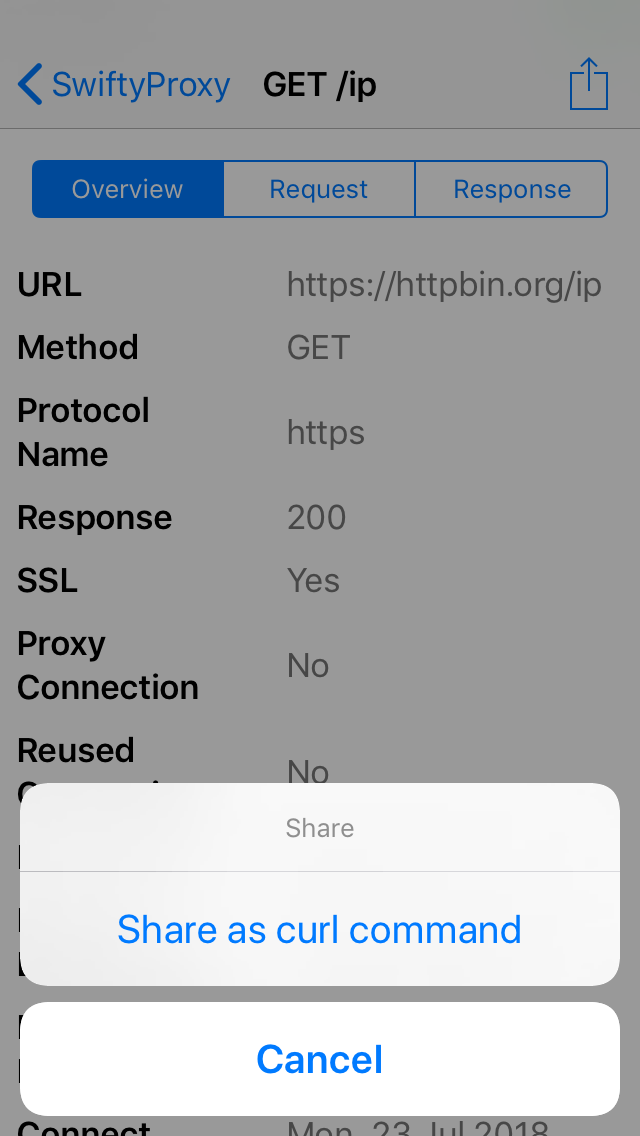 SwiftyProxy GET /ip
Overview Request Response
URL https://httpbin.org/ip
Method GET
Protocol
Name https
Response 200
SSL Yes
Proxy
Connection No
Reused
No
Share
Share as curl command
Cancel
Connect Mon, 23 Jul 2018